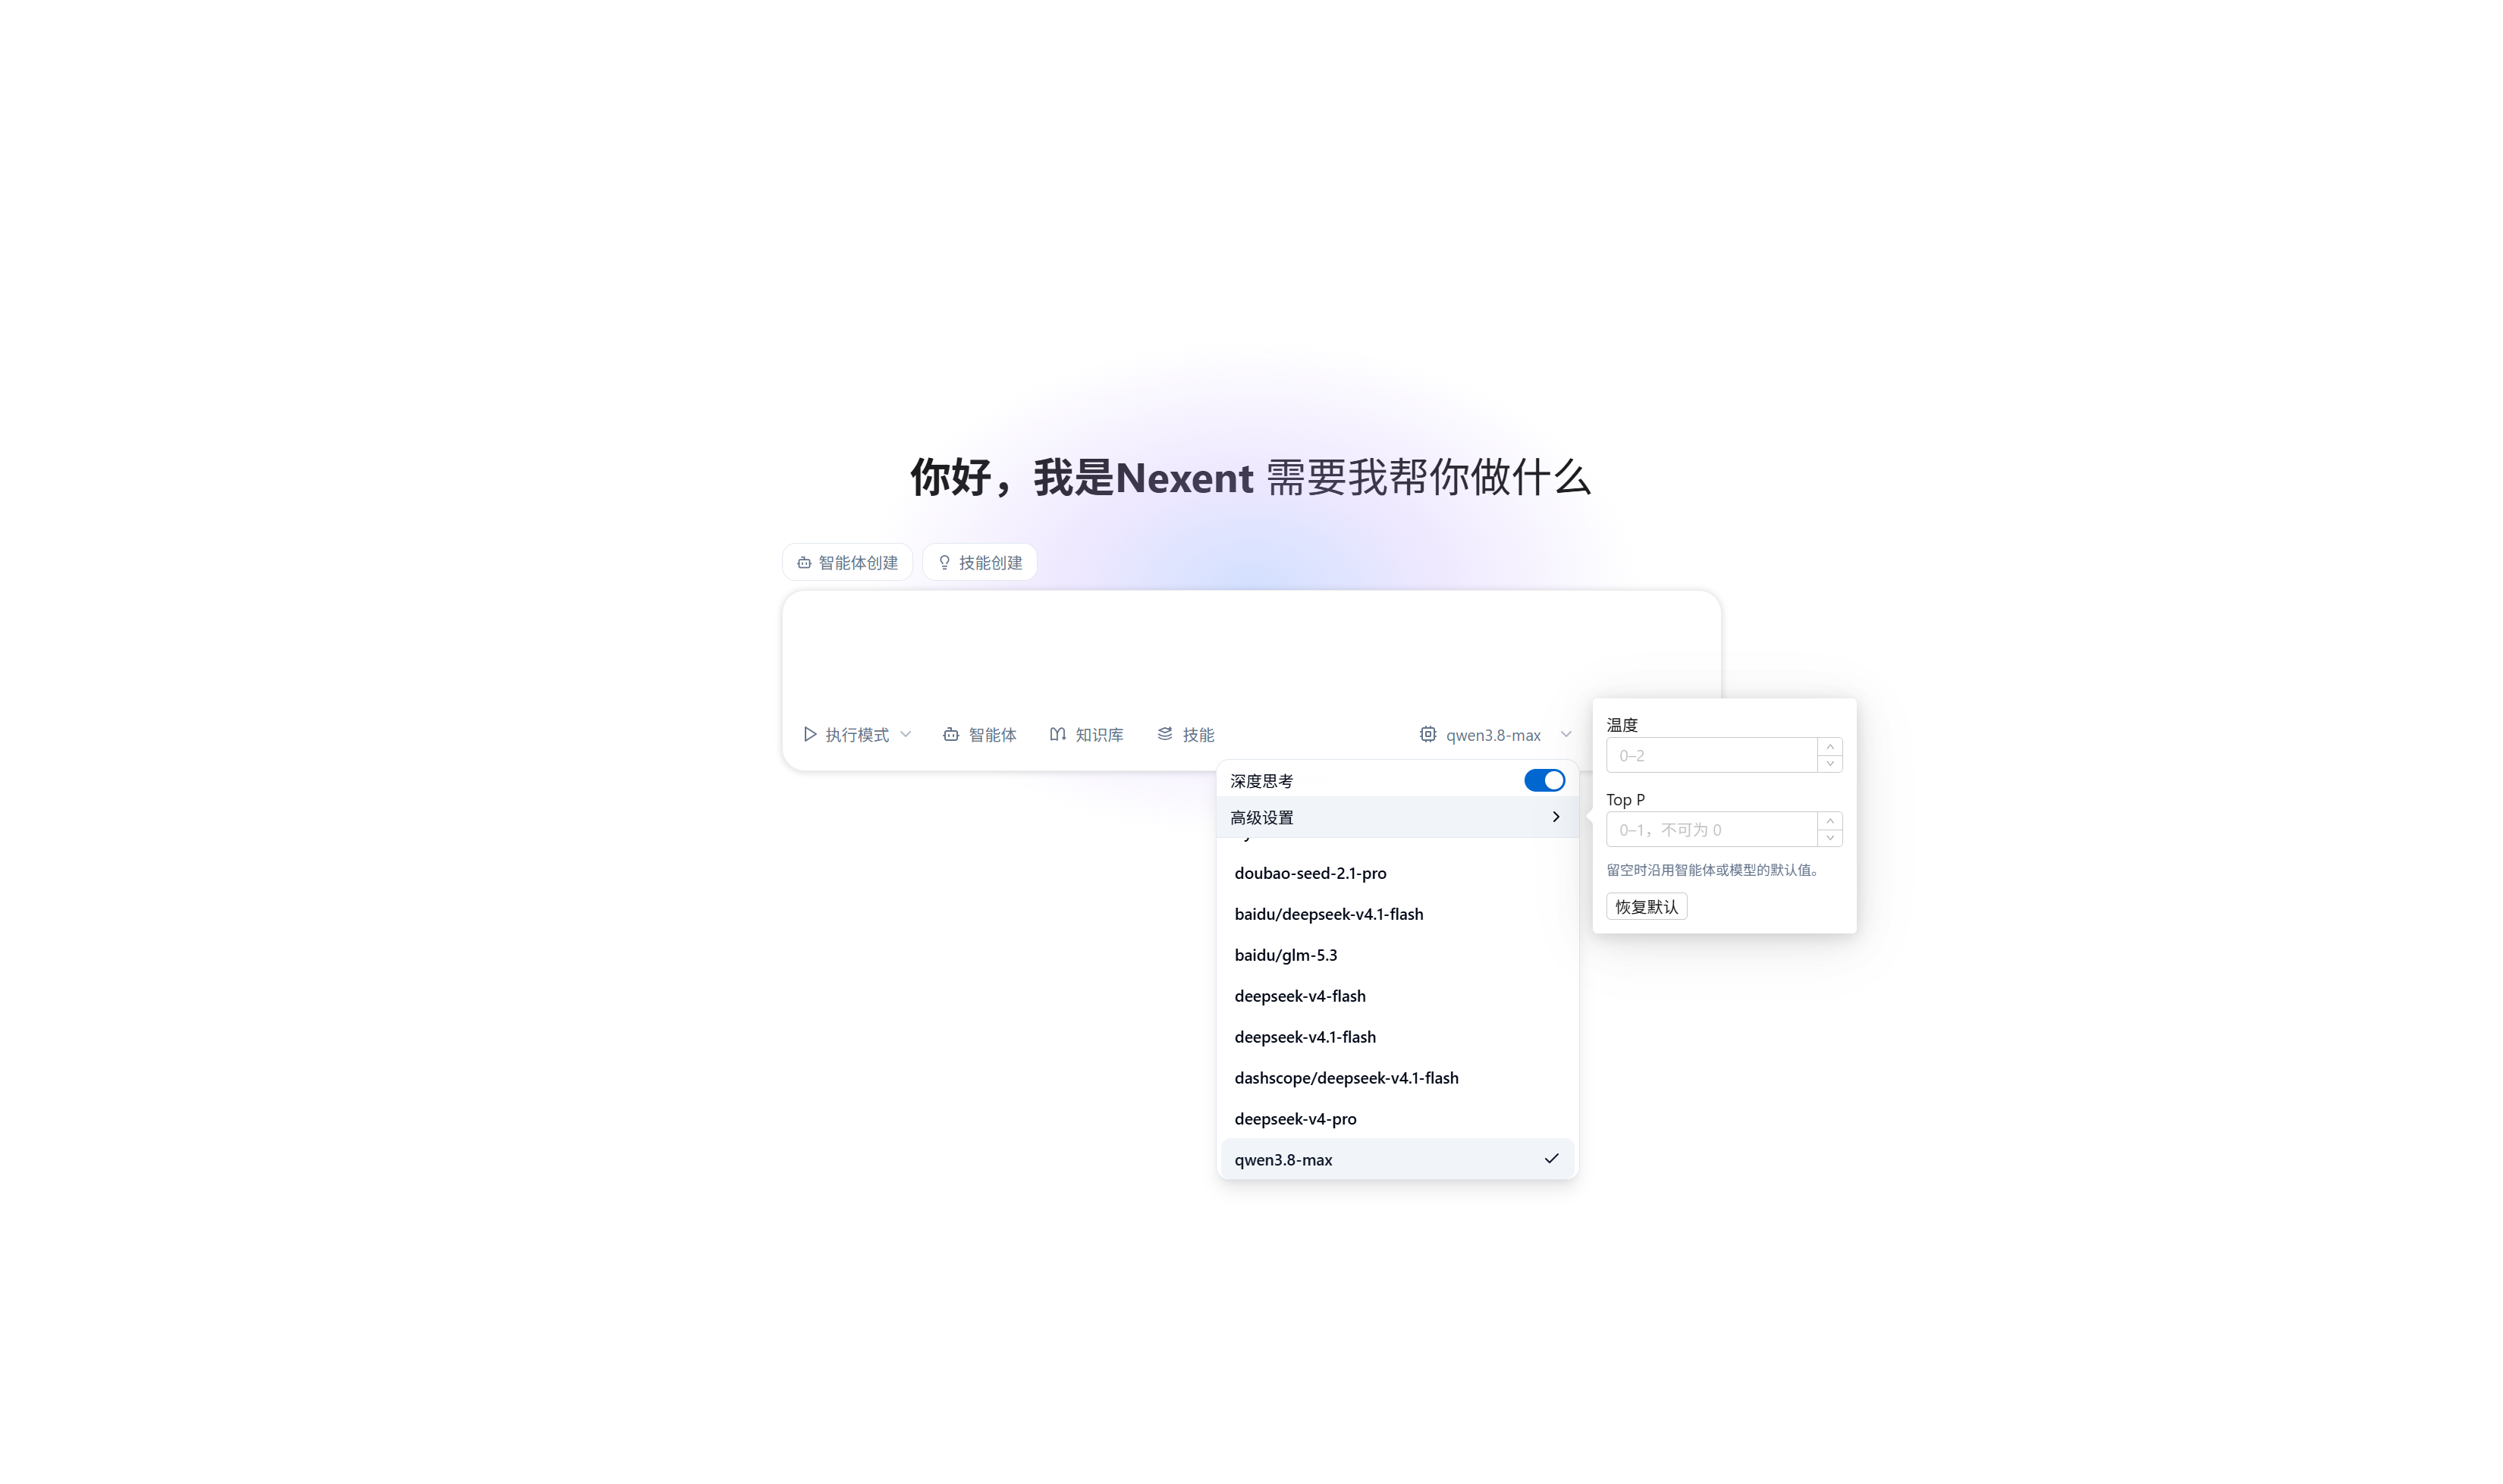 你好，我是Nexent 需要我帮你做什么
智能体创建 技能创建
执行模式 智能体 知识库 技能 qwen3.8-max
深度思考
高级设置
doubao-seed-2.1-pro
baidu/deepseek-v4.1-flash
baidu/glm-5.3
deepseek-v4-flash
deepseek-v4.1-flash
dashscope/deepseek-v4.1-flash
deepseek-v4-pro
qwen3.8-max
温度
0–2
Top P
0–1，不可为 0
留空时沿用智能体或模型的默认值。
恢复默认